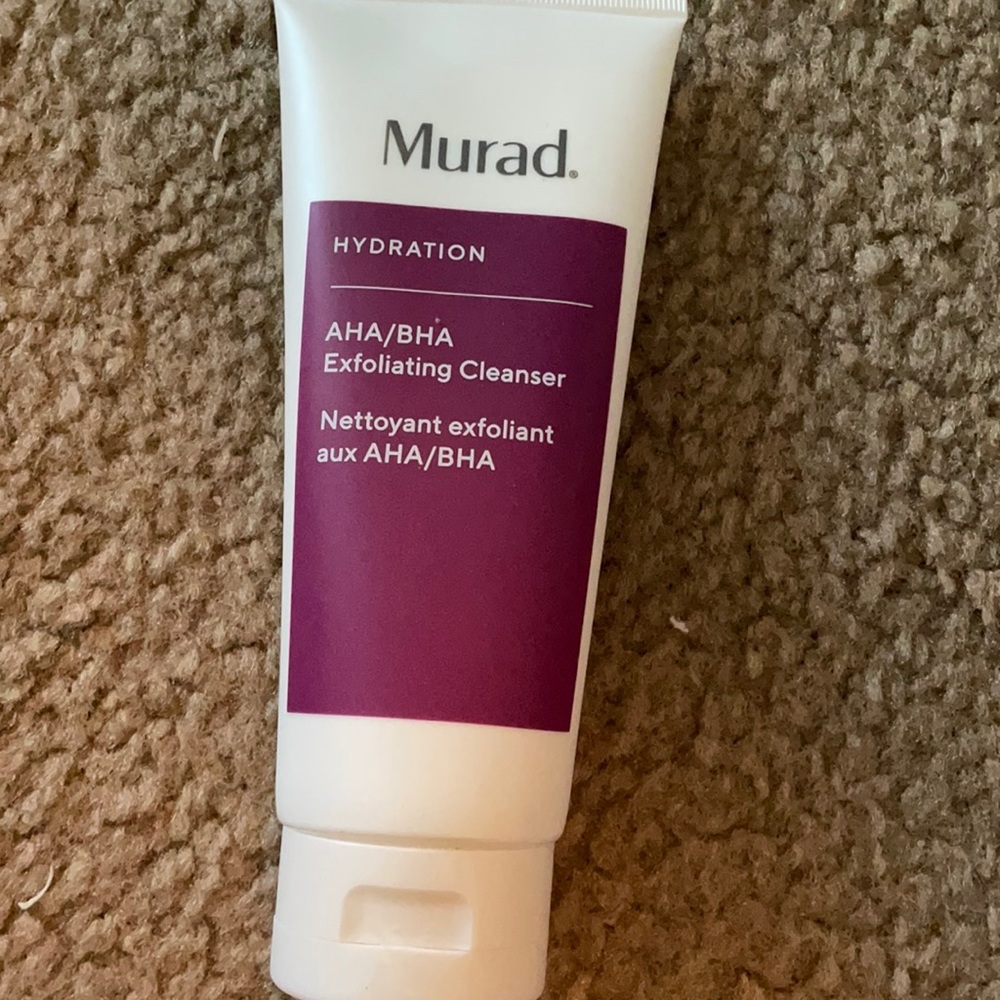 Murad®
HYDRATION
AHA/BHA
Exfoliating Cleanser
Nettoyant exfoliant
aux AHA/BHA